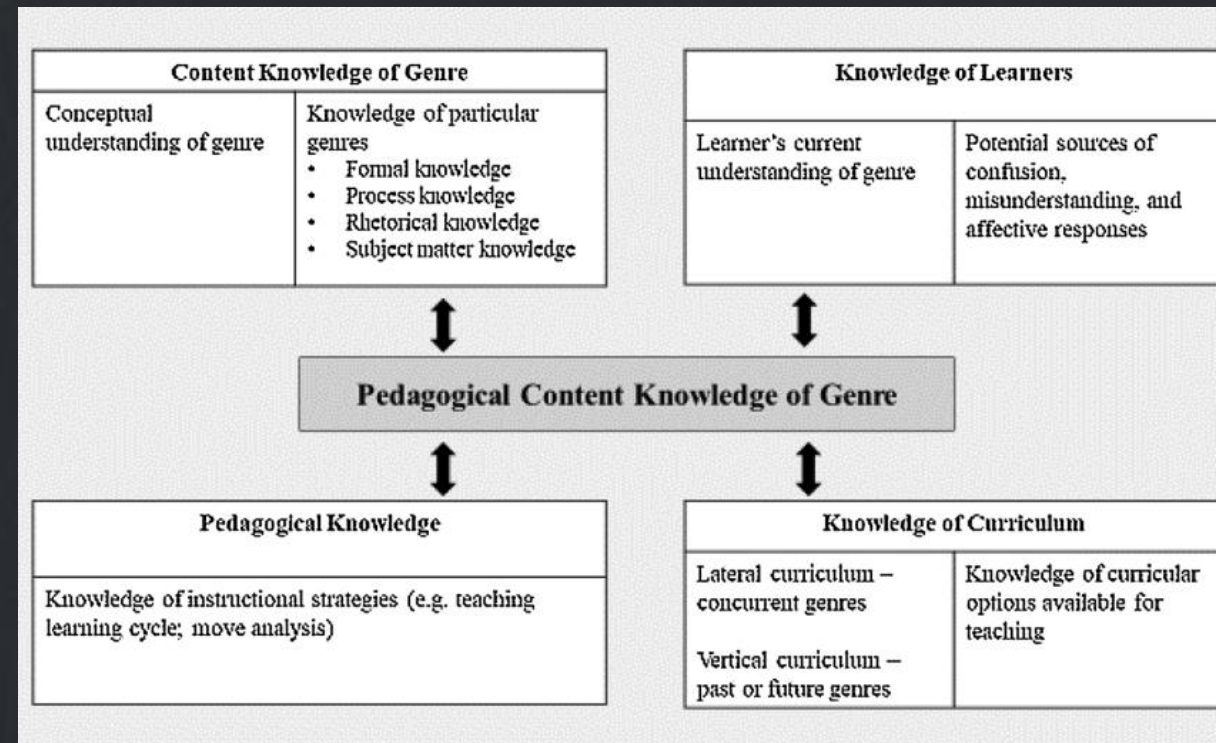 Content Knowledge of Genre
Conceptual
understanding of genre
Knowledge of particular
genres
• Formal knowledge
• Process knowledge
• Rhetorical knowledge
• Subject matter knowledge
Knowledge of Learners
Learner's current
understanding of genre
Potential sources of
confusion,
misunderstanding, and
affective responses
Pedagogical Content Knowledge of Genre
Pedagogical Knowledge
Knowledge of instructional strategies (e.g. teaching
learning cycle; move analysis)
Knowledge of Curriculum
Lateral curriculum –
concurrent genres
Vertical curriculum –
past or future genres
Knowledge of curricular
options available for
teaching